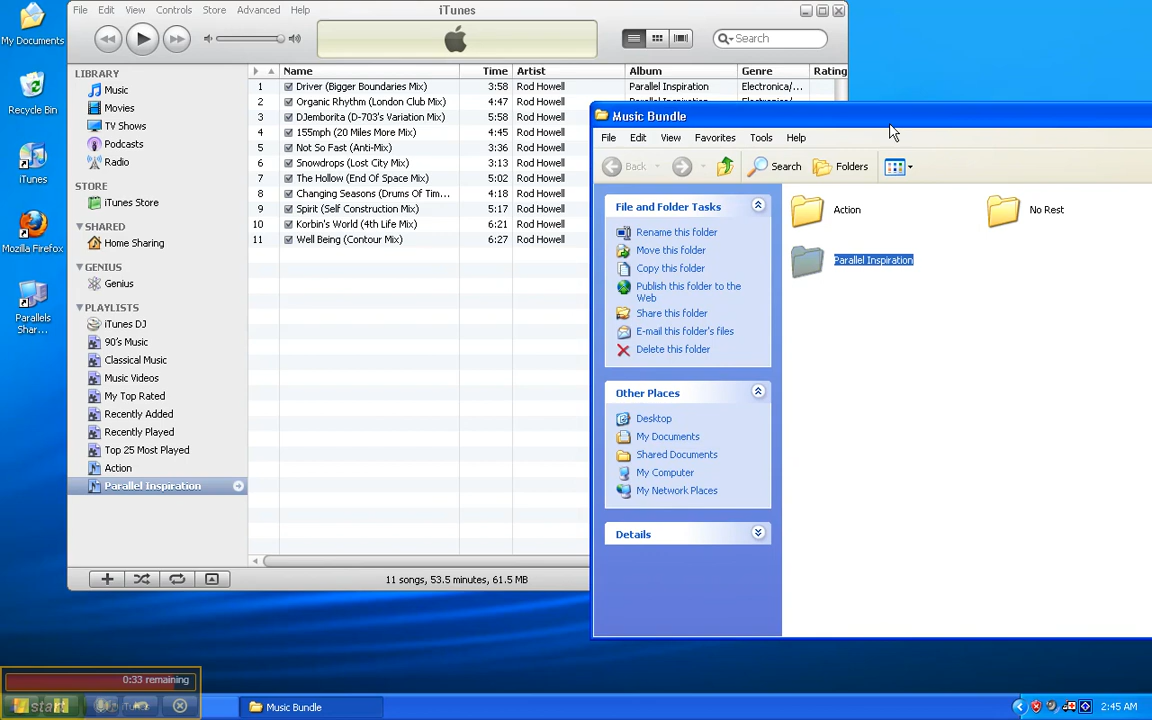 My Documents
Recycle Bin
iTunes
Mozilla Firefox
Parallels
Shar...
File Edit View Controls Store Advanced Help
iTunes
Search
LIBRARY
Music
Movies
TV Shows
Podcasts
Radio
STORE
iTunes Store
SHARED
Home Sharing
GENIUS
Genius
PLAYLISTS
iTunes DJ
90's Music
Classical Music
Music Videos
My Top Rated
Recently Added
Recently Played
Top 25 Most Played
Action
Parallel Inspiration
Name Time Artist Album Genre Rating
1 Driver (Bigger Boundaries Mix) 3:58 Rod Howell Parallel Inspiration Electronica/...
2 Organic Rhythm (London Club Mix) 4:47 Rod Howell
3 DJemborita (D-703's Variation Mix) 5:58 Rod Howell
4 155mph (20 Miles More Mix) 4:45 Rod Howell
5 Not So Fast (Anti-Mix) 3:36 Rod Howell
6 Snowdrops (Lost City Mix) 3:13 Rod Howell
7 The Hollow (End Of Space Mix) 5:02 Rod Howell
8 Changing Seasons (Drums Of Tim... 4:18 Rod Howell
9 Spirit (Self Construction Mix) 5:17 Rod Howell
10 Korbin's World (4th Life Mix) 6:21 Rod Howell
11 Well Being (Contour Mix) 6:27 Rod Howell
11 songs, 53.5 minutes, 61.5 MB
Music Bundle
File Edit View Favorites Tools Help
Back Search Folders
File and Folder Tasks
Rename this folder
Move this folder
Copy this folder
Publish this folder to the
Web
Share this folder
E-mail this folder's files
Delete this folder
Other Places
Desktop
My Documents
Shared Documents
My Computer
My Network Places
Details
Action
No Rest
Parallel Inspiration
0:33 remaining
start
iTunes
Music Bundle
2:45 AM